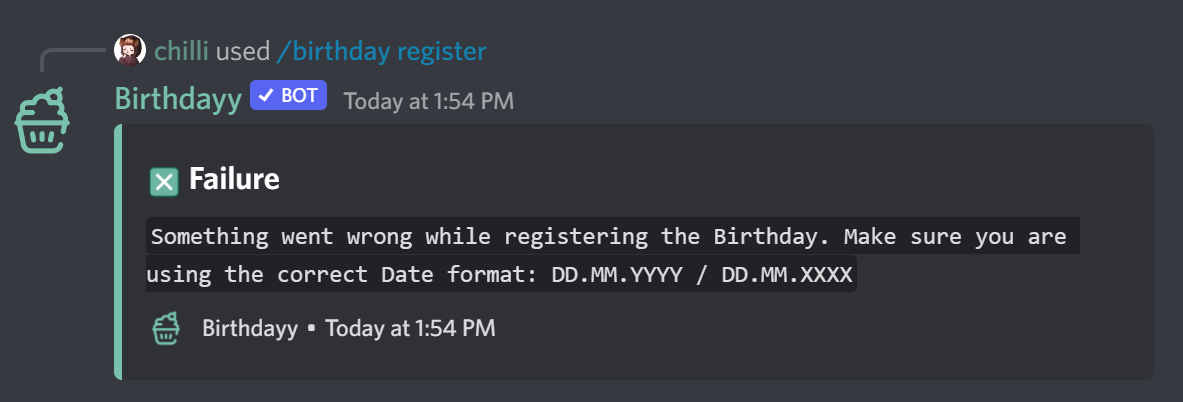 chilli used /birthday register
Birthdayy BOT Today at 1:54 PM
Failure
Something went wrong while registering the Birthday. Make sure you are
using the correct Date format: DD.MM.YYYY / DD.MM.XXXX
Birthdayy • Today at 1:54 PM